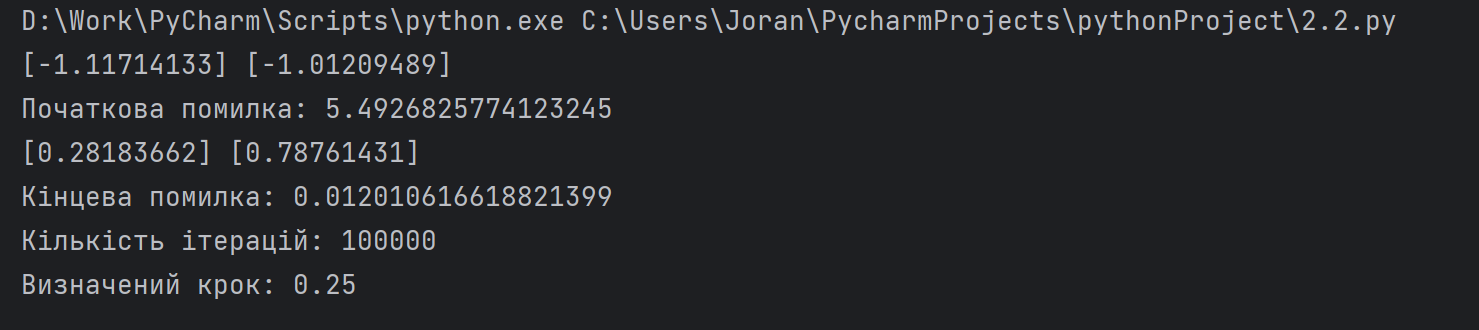 D:\Work\PyCharm\Scripts\python.exe C:\Users\Joran\PycharmProjects\pythonProject\2.2.py
[-1.11714133] [-1.01209489]
Початкова помилка: 5.4926825774123245
[0.28183662] [0.78761431]
Кінцева помилка: 0.012010616618821399
Кількість ітерацій: 100000
Визначений крок: 0.25